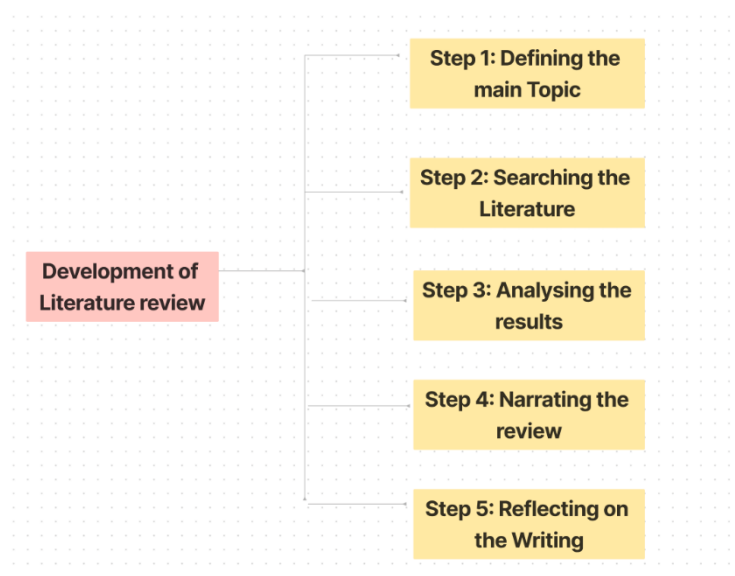 Step 1: Defining the
main Topic
Step 2: Searching the
Literature
Development of
Literature review
Step 3: Analysing the
results
Step 4: Narrating the
review
Step 5: Reflecting on
the Writing